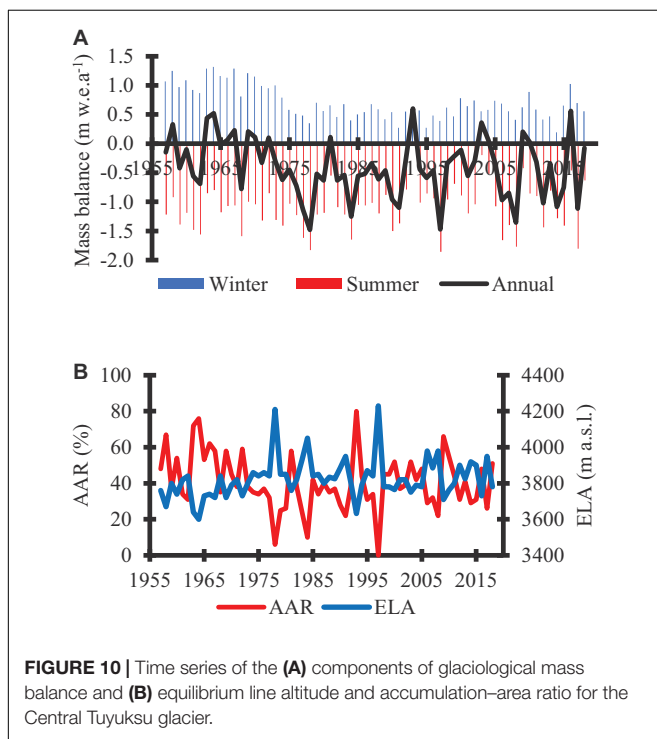 A
Mass balance (m w.e.a-1)
1.5
1.0
0.5
0.0
-0.5
-1.0
-1.5
-2.0
1955 1965 1975 1985 1995 2005 2015
Winter Summer Annual
B
AAR (%)
100
80
60
40
20
0
4400
4200
4000
3800
3600
3400
ELA (m a.s.l.)
1955 1965 1975 1985 1995 2005 2015
AAR ELA
FIGURE 10 | Time series of the (A) components of glaciological mass
balance and (B) equilibrium line altitude and accumulation–area ratio for the
Central Tuyuksu glacier.